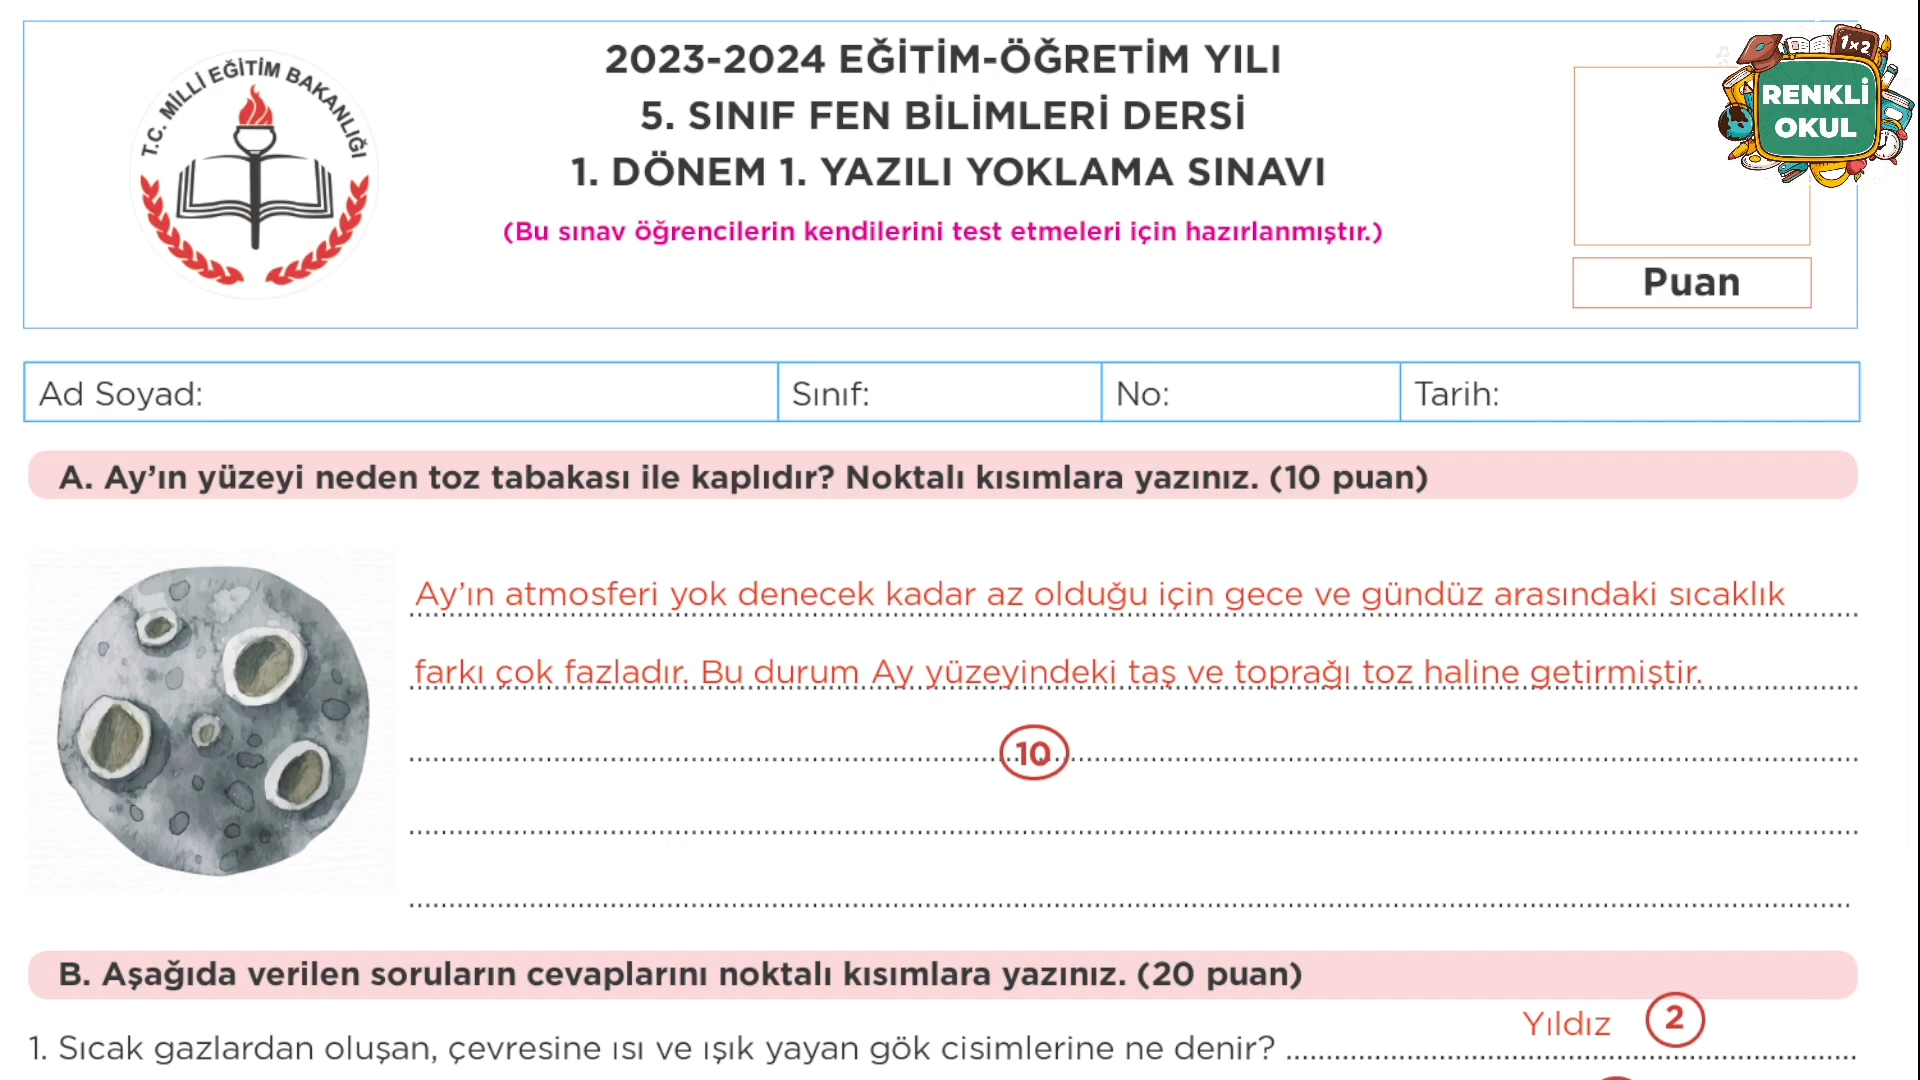 T.C. MİLLİ EĞİTİM BAKANLIĞI
2023-2024 EĞİTİM-ÖĞRETİM YILI
5. SINIF FEN BİLİMLERİ DERSİ
1. DÖNEM 1. YAZILI YOKLAMA SINAVI
(Bu sınav öğrencilerin kendilerini test etmeleri için hazırlanmıştır.)
1×2
RENKLİ
OKUL
Puan
Ad Soyad: Sınıf: No: Tarih:
A. Ay’ın yüzeyi neden toz tabakası ile kaplıdır? Noktalı kısımlara yazınız. (10 puan)
Ay’ın atmosferi yok denecek kadar az olduğu için gece ve gündüz arasındaki sıcaklık
farkı çok fazladır. Bu durum Ay yüzeyindeki taş ve toprağı toz haline getirmiştir.
10
B. Aşağıda verilen soruların cevaplarını noktalı kısımlara yazınız. (20 puan)
Yıldız 2
1. Sıcak gazlardan oluşan, çevresine ısı ve ışık yayan gök cisimlerine ne denir?